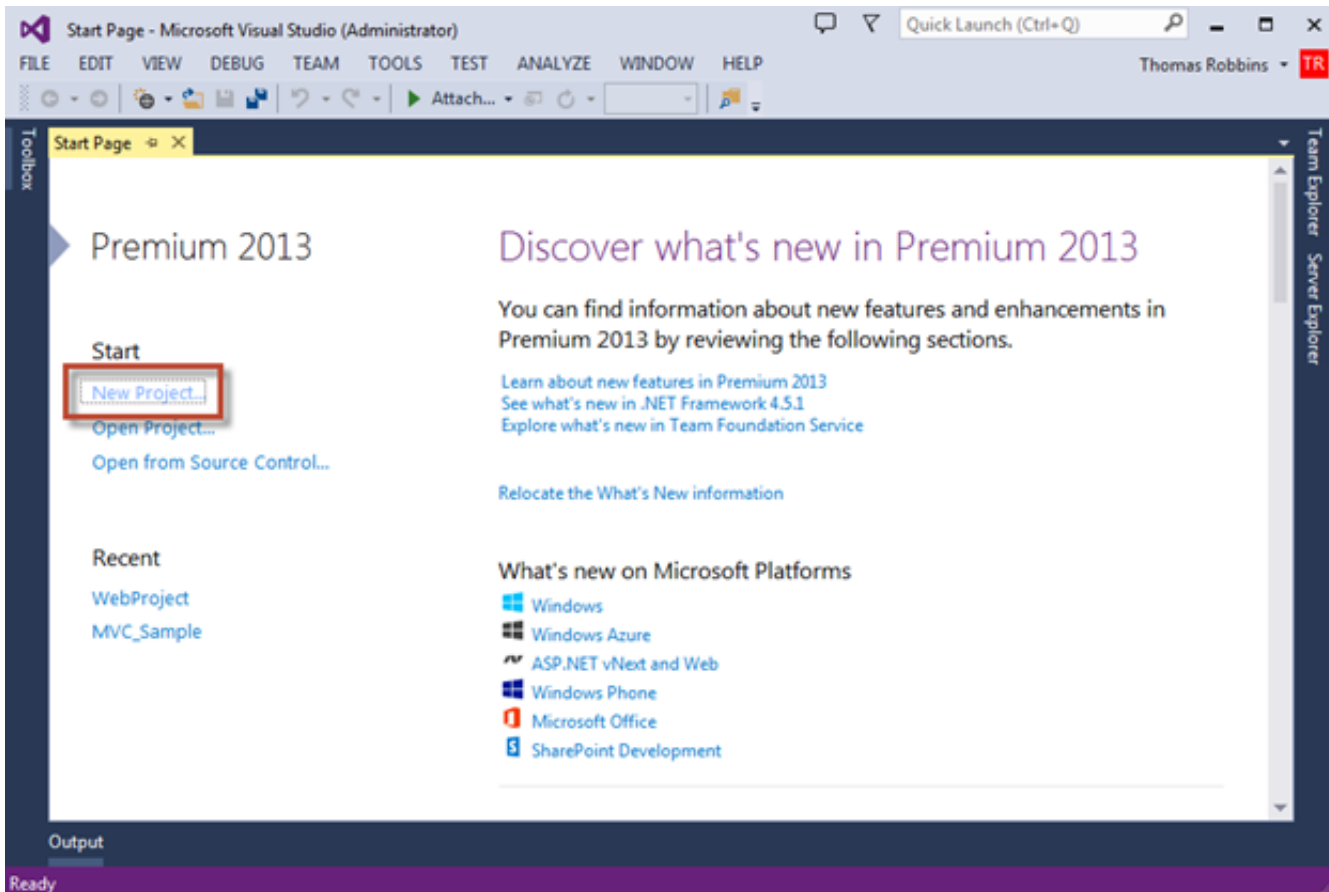 Start Page - Microsoft Visual Studio (Administrator)
Quick Launch (Ctrl+Q)
FILE EDIT VIEW DEBUG TEAM TOOLS TEST ANALYZE WINDOW HELP
Thomas Robbins TR
Attach...
Toolbox
Start Page
Team Explorer
Server Explorer
Premium 2013
Start
New Project...
Open Project...
Open from Source Control...
Recent
WebProject
MVC_Sample
Discover what's new in Premium 2013
You can find information about new features and enhancements in
Premium 2013 by reviewing the following sections.
Learn about new features in Premium 2013
See what's new in .NET Framework 4.5.1
Explore what's new in Team Foundation Service
Relocate the What's New information
What's new on Microsoft Platforms
Windows
Windows Azure
ASP.NET vNext and Web
Windows Phone
Microsoft Office
SharePoint Development
Output
Ready